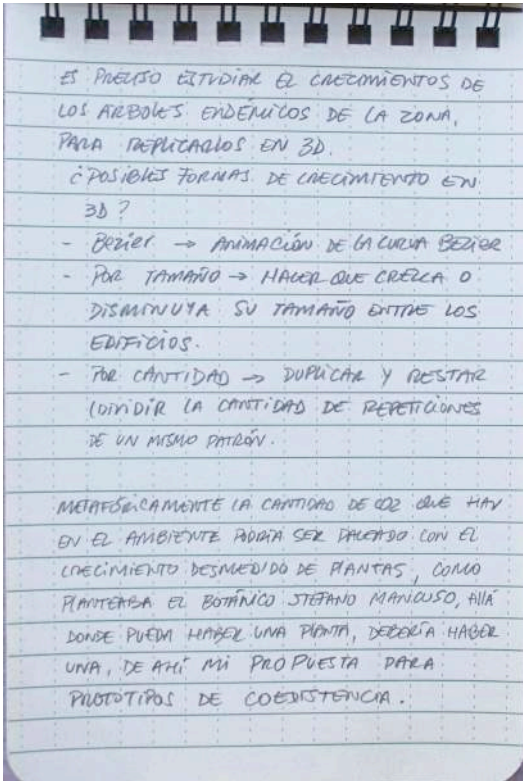 ES PRECISO ESTUDIAR EL CRECIMIENTOS DE
LOS ARBOLES ENDÉMICOS DE LA ZONA,
PARA REPLICARLOS EN 3D.
¿POSIBLES FORMAS DE CRECIMIENTO EN
3D?
- BEZIER → ANIMACIÓN DE LA CURVA BEZIER
- POR TAMAÑO → HACER QUE CREZCA O
DISMINUYA SU TAMAÑO ENTRE LOS
EDIFICIOS.
- POR CANTIDAD → DUPLICAR Y RESTAR
(DIVIDIR LA CANTIDAD DE REPETICIONES
DE UN MISMO PATRÓN.
METAFÓRICAMENTE LA CANTIDAD DE CO2 QUE HAY
EN EL AMBIENTE PODRÍA SER PALEADO CON EL
CRECIMIENTO DESMEDIDO DE PLANTAS, COMO
PLANTEABA EL BOTÁNICO STEFANO MANCUSO, ALLÁ
DONDE PUEDA HABER UNA PLANTA, DEBERÍA HABER
UNA, DE AHÍ MI PROPUESTA PARA
PROTOTIPOS DE COEXISTENCIA.